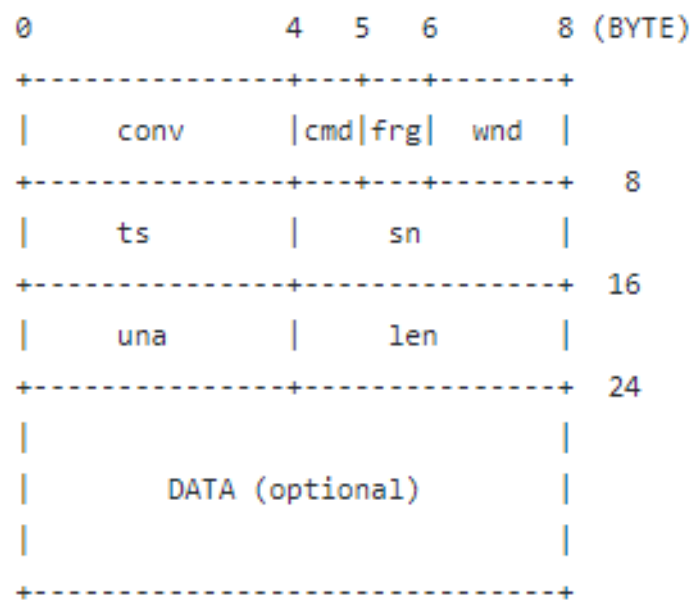 0               4   5   6       8 (BYTE)
+---------------+---+---+-------+
|     conv      |cmd|frg|  wnd  |
+---------------+---+---+-------+   8
|     ts        |     sn        |
+---------------+---------------+  16
|     una       |     len       |
+---------------+---------------+  24
|                               |
|        DATA (optional)        |
|                               |
+-------------------------------+